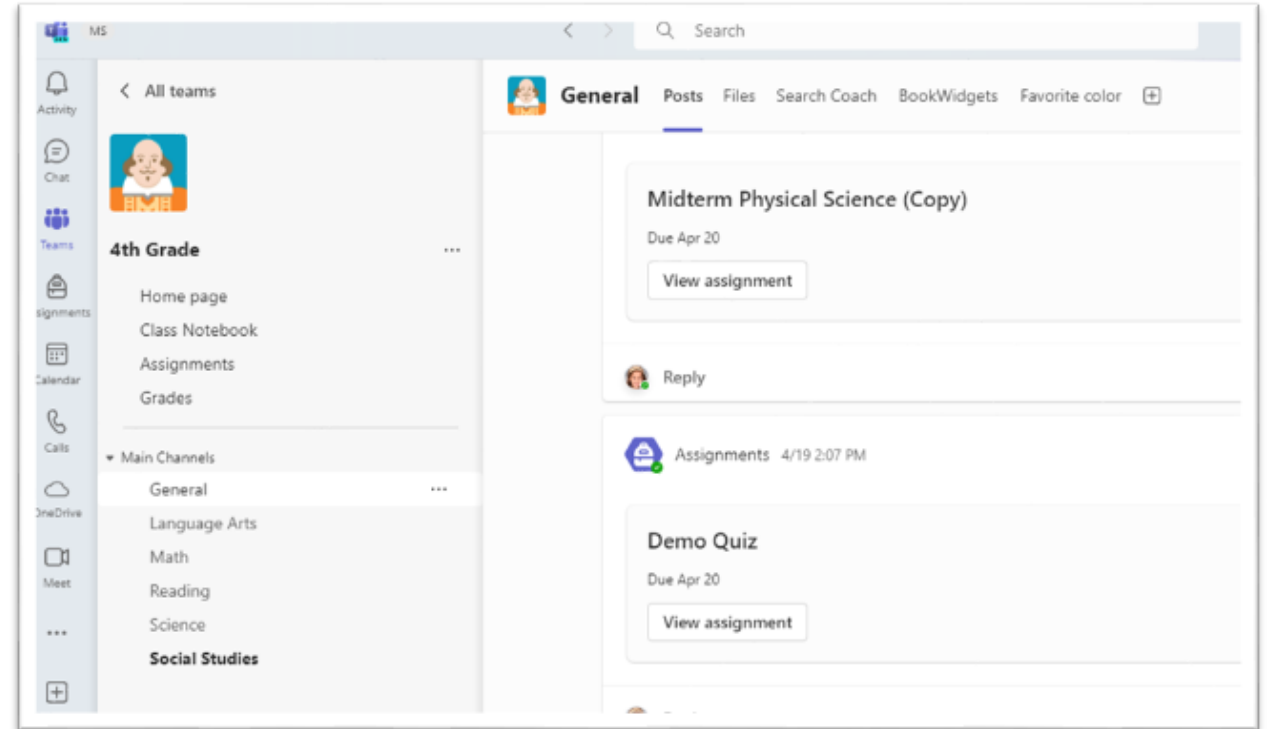 MS
Search
Activity
Chat
Teams
signments
Calendar
Calls
OneDrive
Meet
All teams
4th Grade
Home page
Class Notebook
Assignments
Grades
Main Channels
General
Language Arts
Math
Reading
Science
Social Studies
General Posts Files Search Coach BookWidgets Favorite color
Midterm Physical Science (Copy)
Due Apr 20
View assignment
Reply
Assignments 4/19 2:07 PM
Demo Quiz
Due Apr 20
View assignment